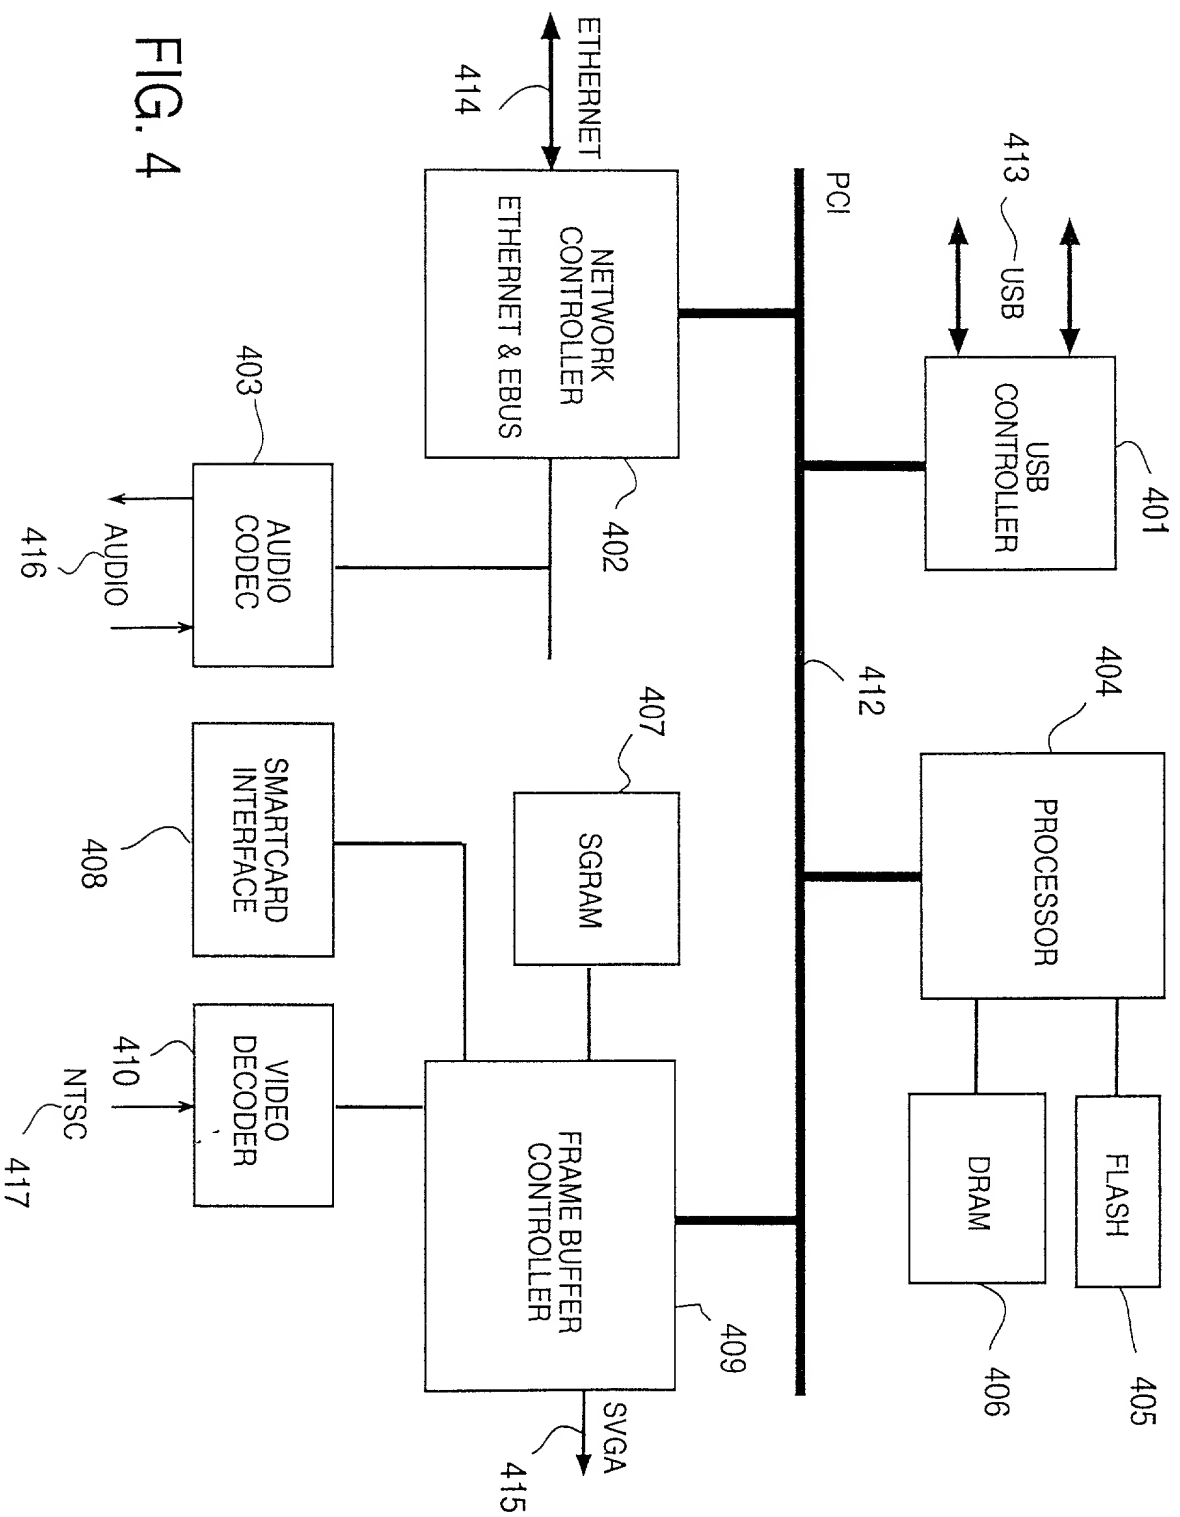 413
USB
USB
CONTROLLER
401
404
PROCESSOR
FLASH
405
DRAM
406
PCI
412
ETHERNET
414
NETWORK
CONTROLLER
ETHERNET & EBUS
402
407
SGRAM
FRAME BUFFER
CONTROLLER
409
SVGA
415
403
AUDIO
CODEC
AUDIO
416
SMARTCARD
INTERFACE
408
VIDEO
DECODER
410
NTSC
417
FIG. 4